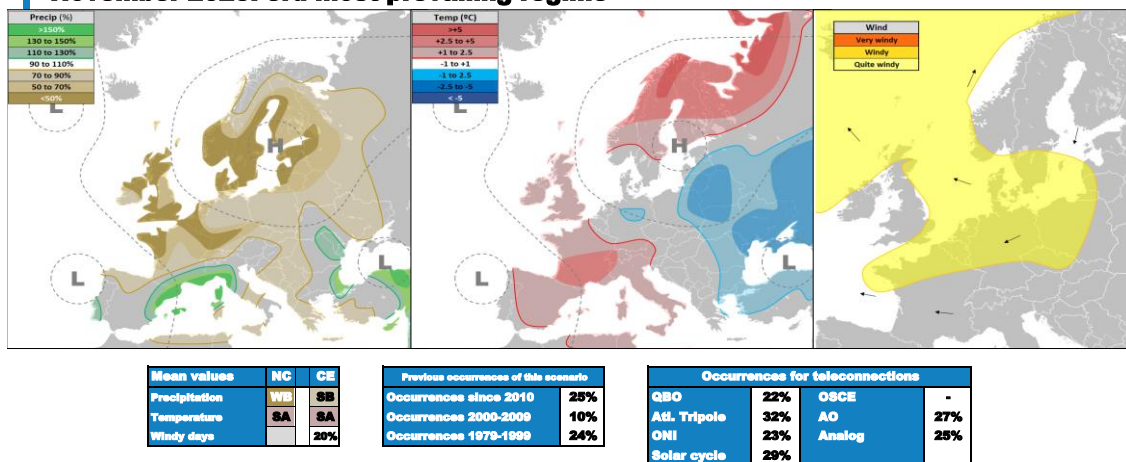 Precip (%)
>150%
130 to 150%
110 to 130%
90 to 110%
70 to 90%
50 to 70%
<50%
L
H
L
L
Temp (ºC)
>+5
+2.5 to +5
+1 to 2.5
-1 to +1
-1 to 2.5
-2.5 to -5
< -5
L
H
L
L
Wind
Very windy
Windy
Quite windy
Mean values NC CE
Precipitation WB SB
Temperature SA SA
Windy days 20%
Previous occurrences of this scenario
Occurrences since 2010 25%
Occurrences 2000-2009 10%
Occurrences 1979-1999 24%
Occurrences for teleconnections
QBO 22% OSCE -
Atl. Tripole 32% AO 27%
ONI 23% Analog 25%
Solar cycle 29%